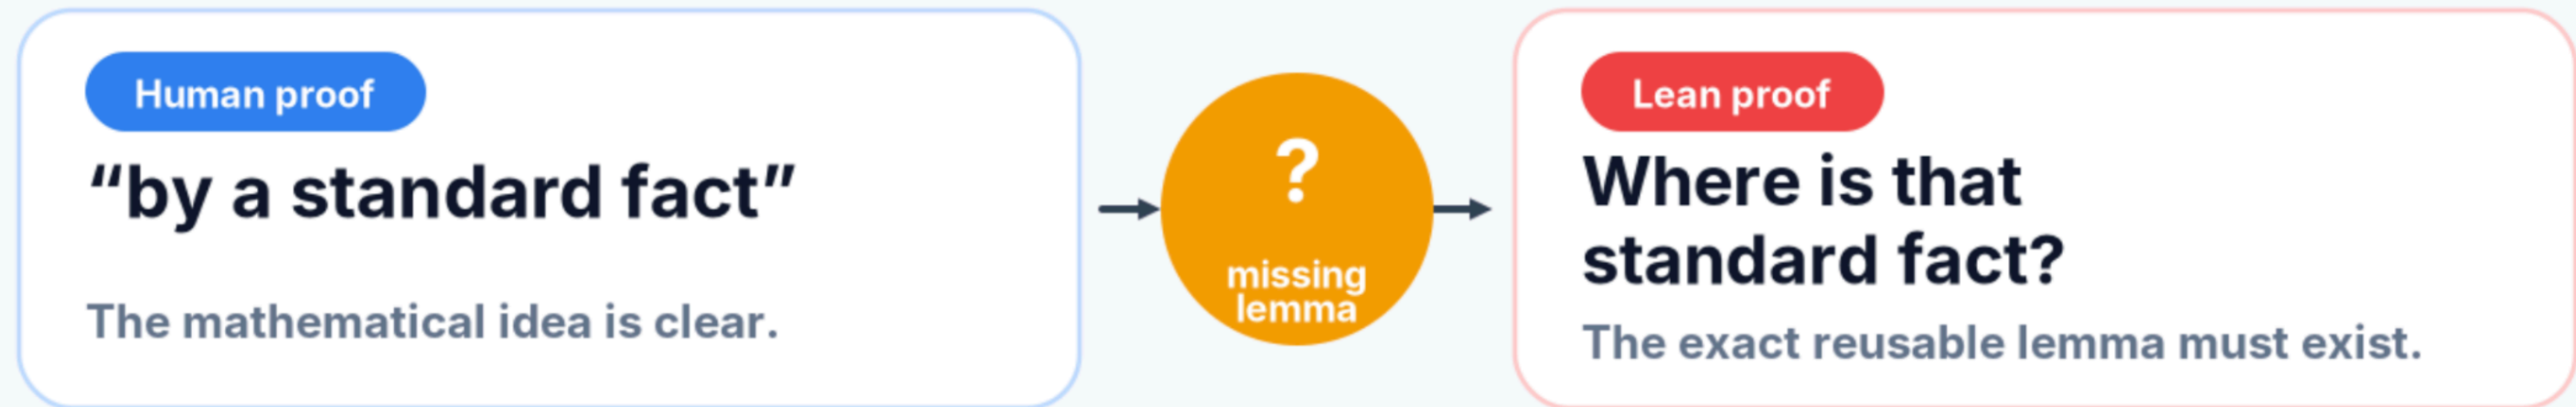 Human proof
“by a standard fact”
The mathematical idea is clear.
?
missing
lemma
Lean proof
Where is that
standard fact?
The exact reusable lemma must exist.